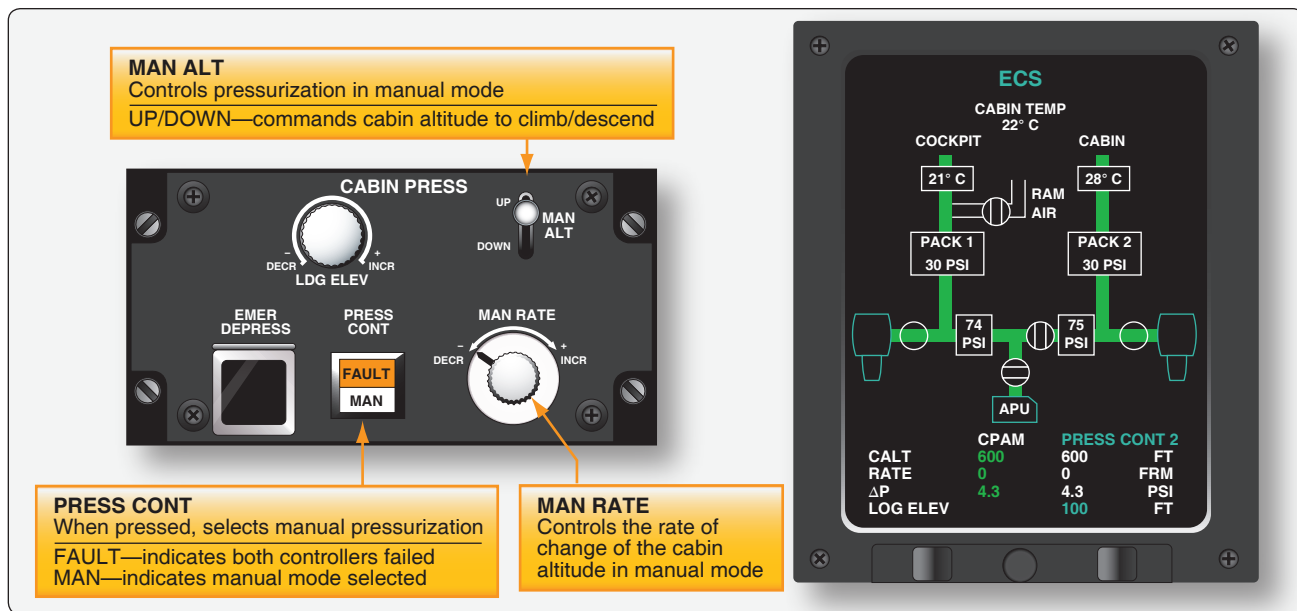 MAN ALT
Controls pressurization in manual mode
UP/DOWN—commands cabin altitude to climb/descend
CABIN PRESS
UP
MAN
ALT
DOWN
−
+
DECR
INCR
LDG ELEV
EMER
DEPRESS
PRESS
CONT
MAN RATE
−
+
DECR
INCR
FAULT
MAN
PRESS CONT
When pressed, selects manual pressurization
FAULT—indicates both controllers failed
MAN—indicates manual mode selected
MAN RATE
Controls the rate of
change of the cabin
altitude in manual mode
ECS
CABIN TEMP
22° C
COCKPIT
CABIN
21° C
28° C
RAM
AIR
PACK 1
30 PSI
PACK 2
30 PSI
74
PSI
75
PSI
APU
CPAM PRESS CONT 2
CALT 600 600 FT
RATE 0 0 FRM
ΔP 4.3 4.3 PSI
LOG ELEV 100 FT